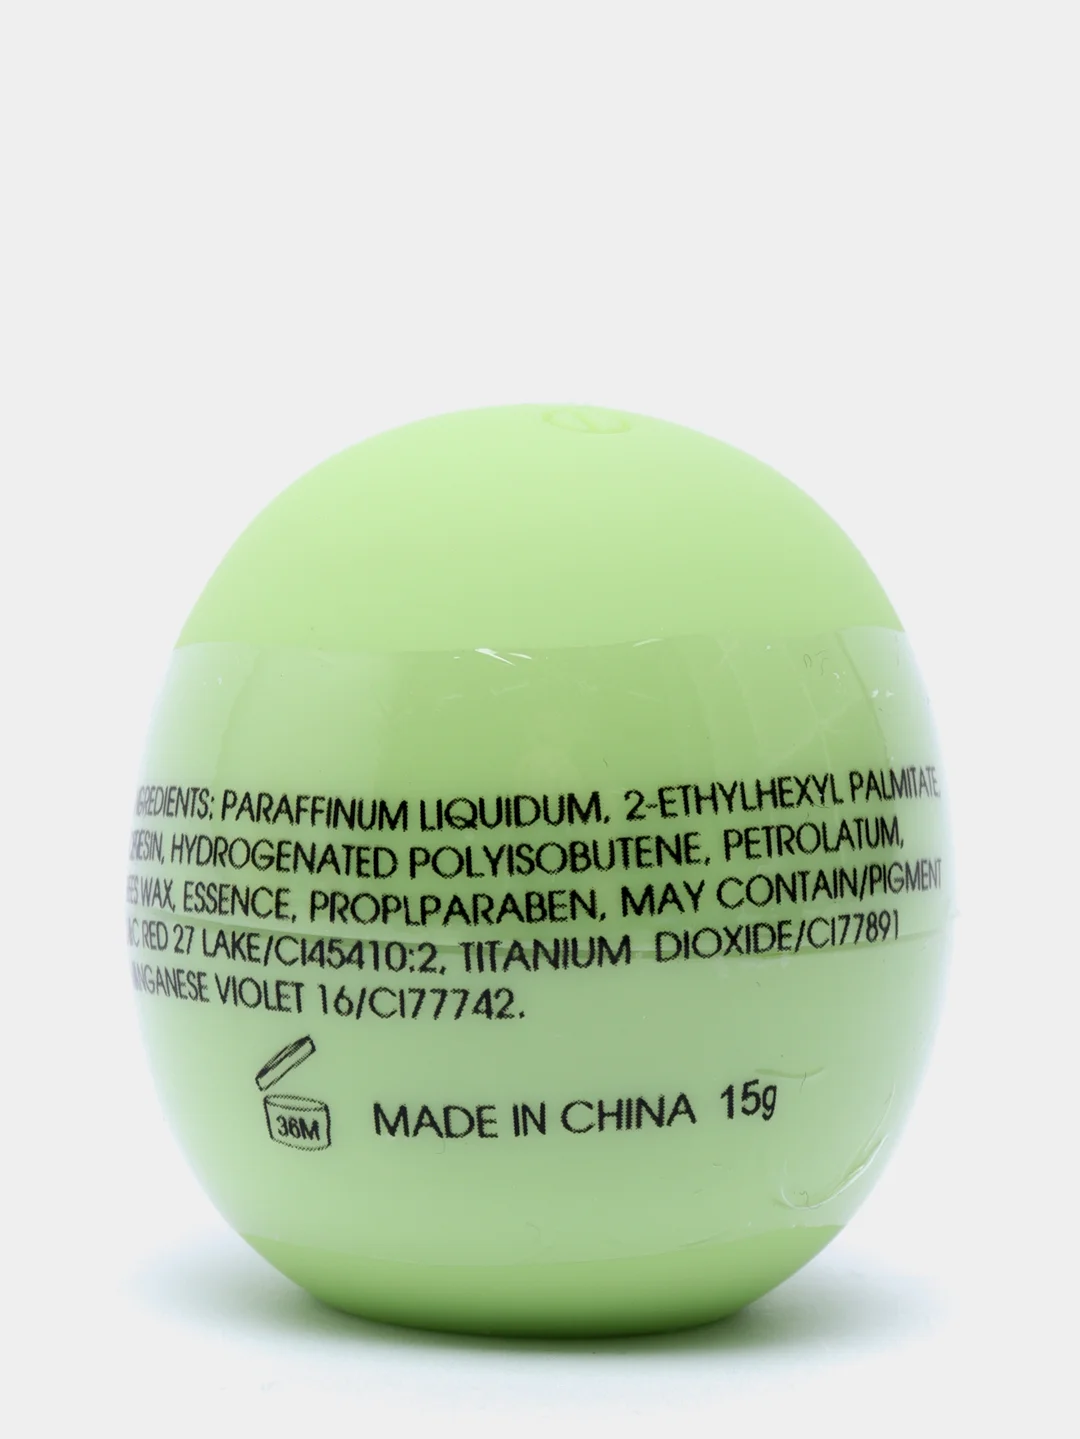 INGREDIENTS: PARAFFINUM LIQUIDUM, 2-ETHYLHEXYL PALMITATE,
HYDROGENATED POLYISOBUTENE, PETROLATUM,
WAX, ESSENCE, PROPLPARABEN, MAY CONTAIN/PIGMENT
RED 27 LAKE/CI45410:2, TITANIUM DIOXIDE/CI77891
MANGANESE VIOLET 16/CI77742.
36M MADE IN CHINA 15g